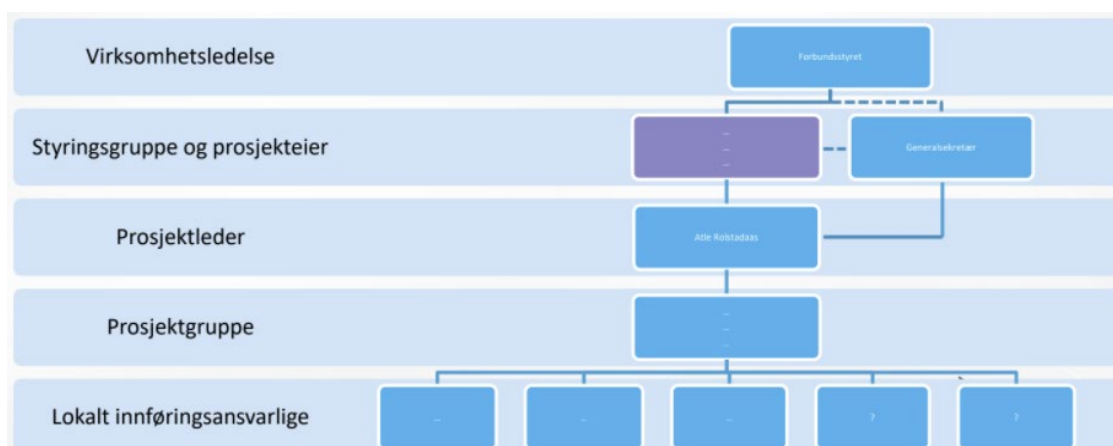 Virksomhetsledelse
Forbundsstyret
Styringsgruppe og prosjekteier
...
...
...
Generalsekretær
Prosjektleder
Atle Rolstadaas
Prosjektgruppe
...
...
...
Lokalt innføringsansvarlige
...
...
...
?
?